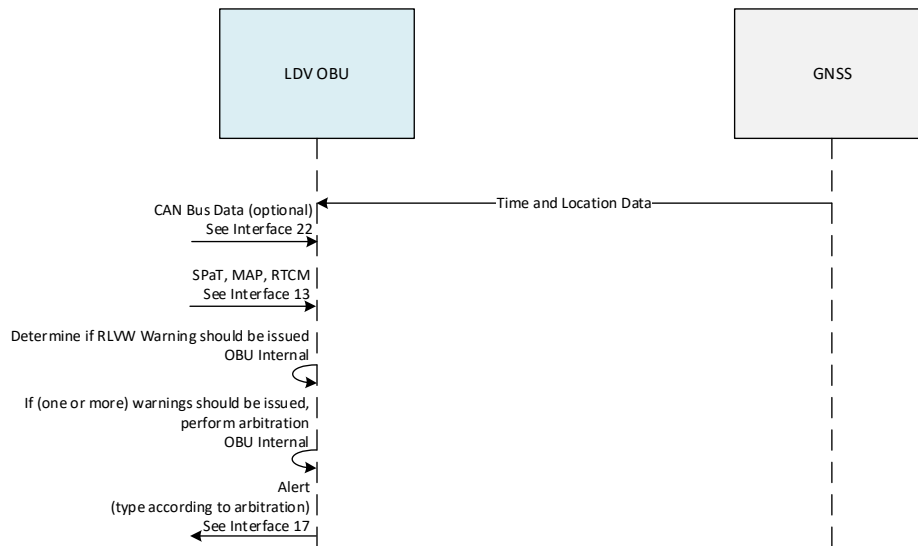 LDV OBU
GNSS
Time and Location Data
CAN Bus Data (optional)
See Interface 22
SPaT, MAP, RTCM
See Interface 13
Determine if RLVW Warning should be issued
OBU Internal
If (one or more) warnings should be issued,
perform arbitration
OBU Internal
Alert
(type according to arbitration)
See Interface 17